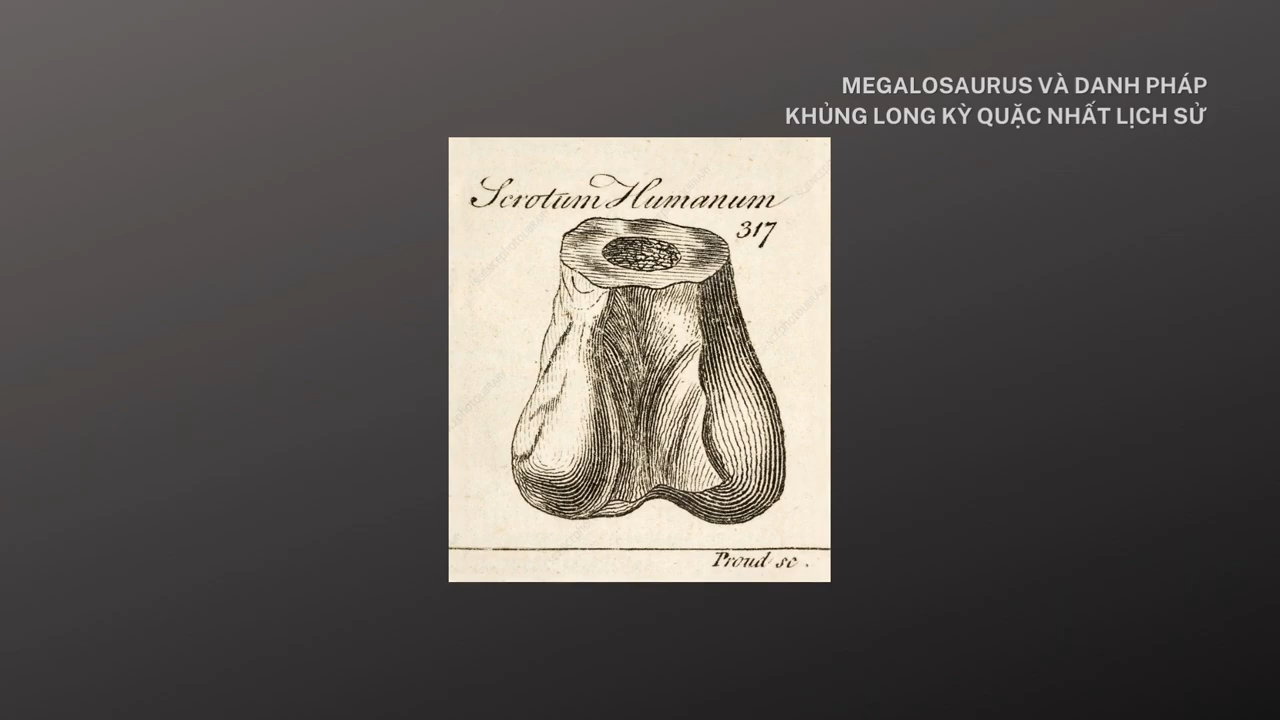 MEGALOSAURUS VÀ DANH PHÁP
KHỦNG LONG KỲ QUẶC NHẤT LỊCH SỬ
Scrotum Humanum
317
Proud sc.